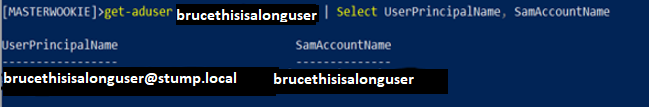 [MASTERWOOKIE]>get-aduser brucethisisalonguser | Select UserPrincipalName, SamAccountName
UserPrincipalName SamAccountName
----------------- --------------
brucethisisalonguser@stump.local brucethisisalonguser